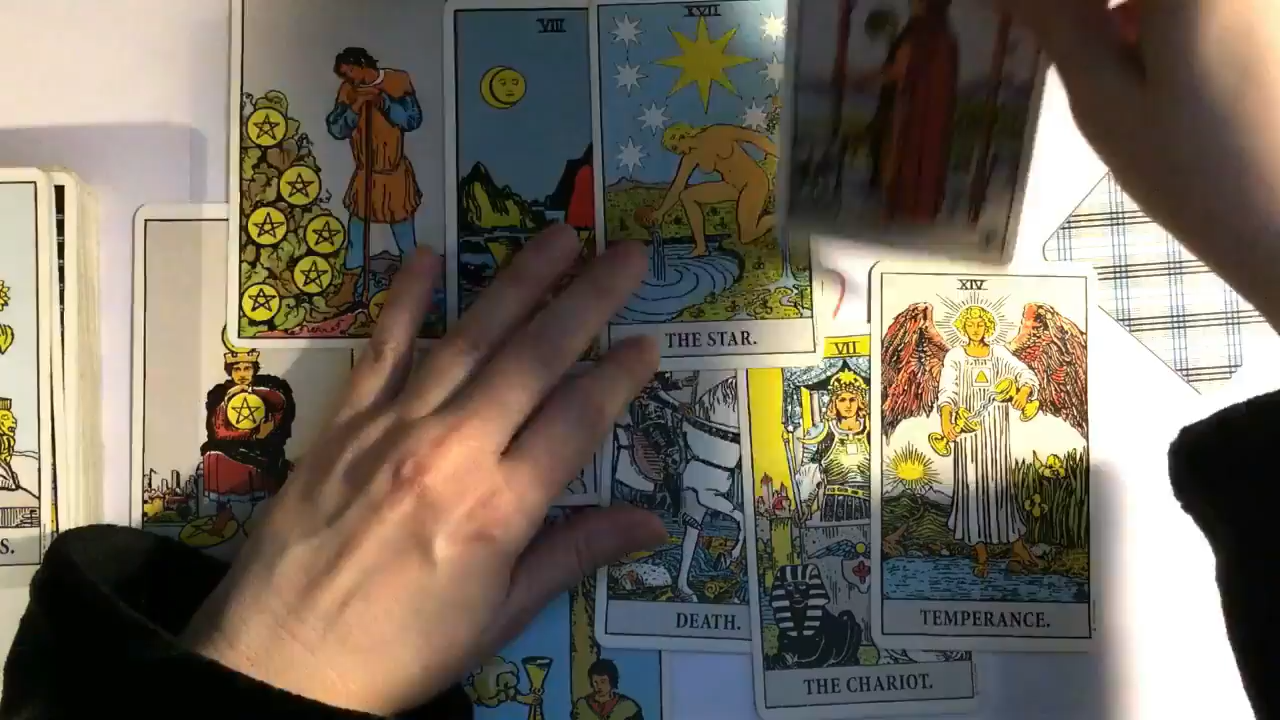 VIII
XVII
THE STAR.
XIV
VII
S.
DEATH.
TEMPERANCE.
THE CHARIOT.